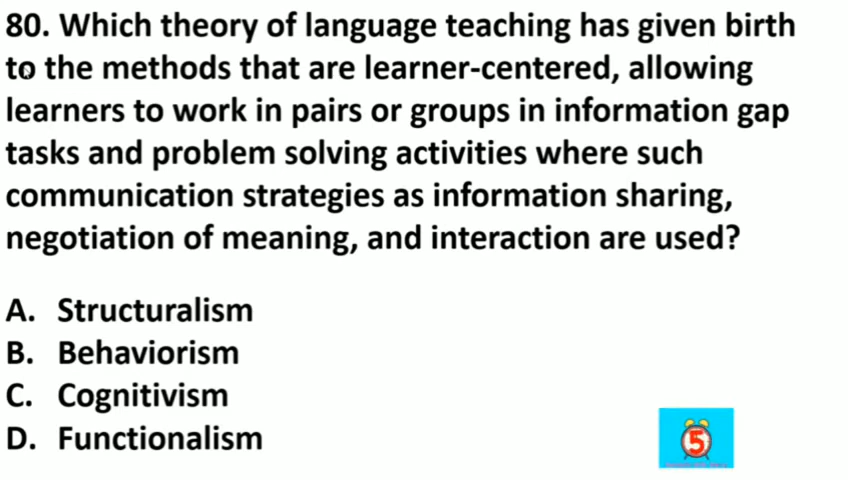 80. Which theory of language teaching has given birth
to the methods that are learner-centered, allowing
learners to work in pairs or groups in information gap
tasks and problem solving activities where such
communication strategies as information sharing,
negotiation of meaning, and interaction are used?
A. Structuralism
B. Behaviorism
C. Cognitivism
D. Functionalism
5